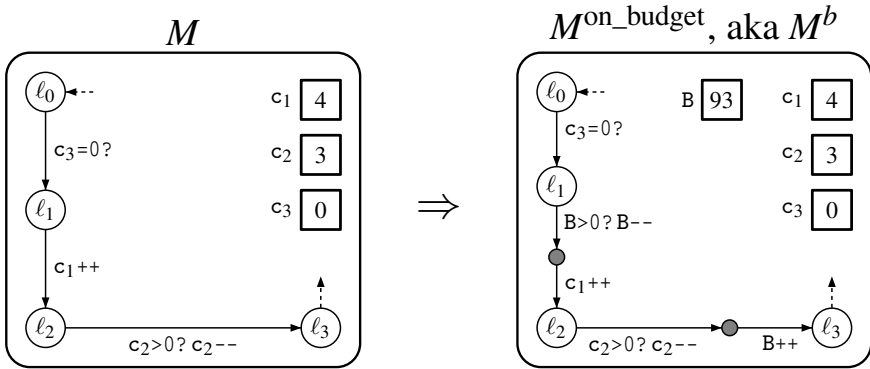 M
ℓ0
c1 4
c3=0?
c2 3
c3 0
ℓ1
c1++
ℓ2
c2>0? c2--
ℓ3
⇒
M^on_budget, aka M^b
ℓ0
B 93
c1 4
c3=0?
c2 3
ℓ1
c3 0
B>0? B--
c1++
ℓ2
c2>0? c2--
B++
ℓ3